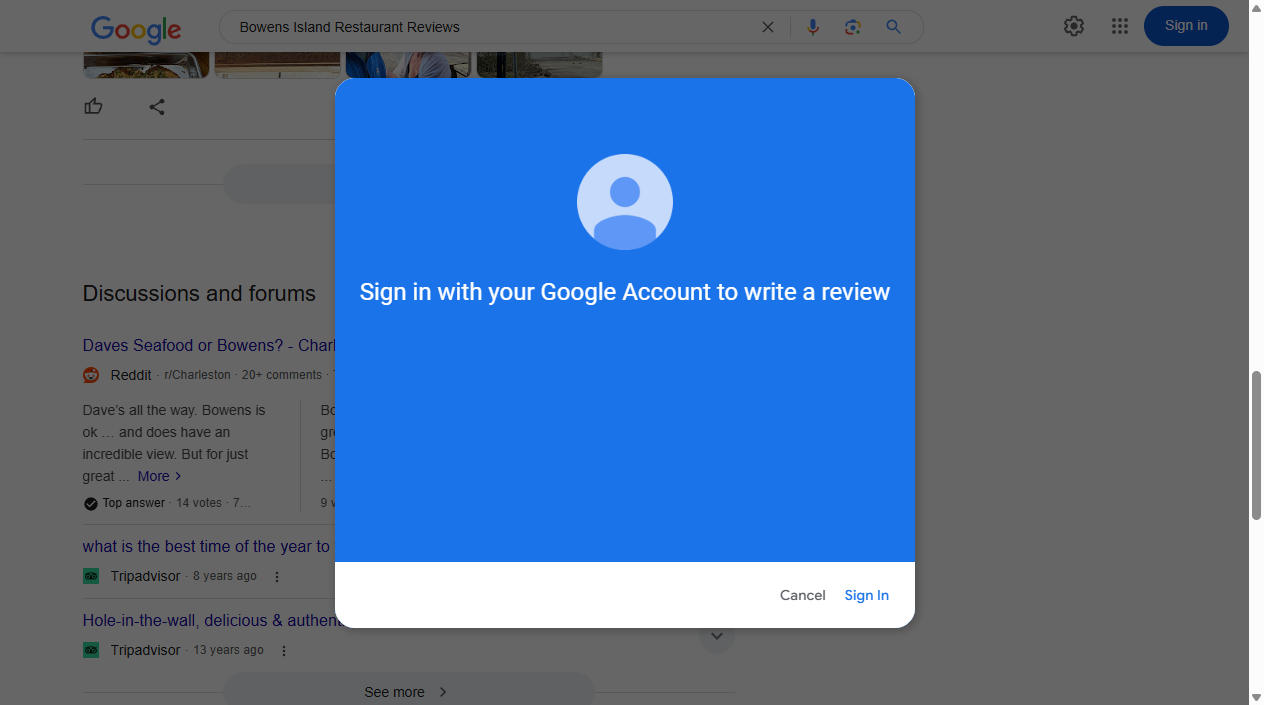 Google
Bowens Island Restaurant Reviews
Sign in
Sign in with your Google Account to write a review
Cancel
Sign In
Discussions and forums
Daves Seafood or Bowens? - Charl
Reddit · r/Charleston · 20+ comments ·
Dave's all the way. Bowens is
ok … and does have an
incredible view. But for just
great ... More
Top answer · 14 votes · 7...
Bo
gre
Bo
...
9 v
what is the best time of the year to
Tripadvisor · 8 years ago
Hole-in-the-wall, delicious & authent
Tripadvisor · 13 years ago
See more